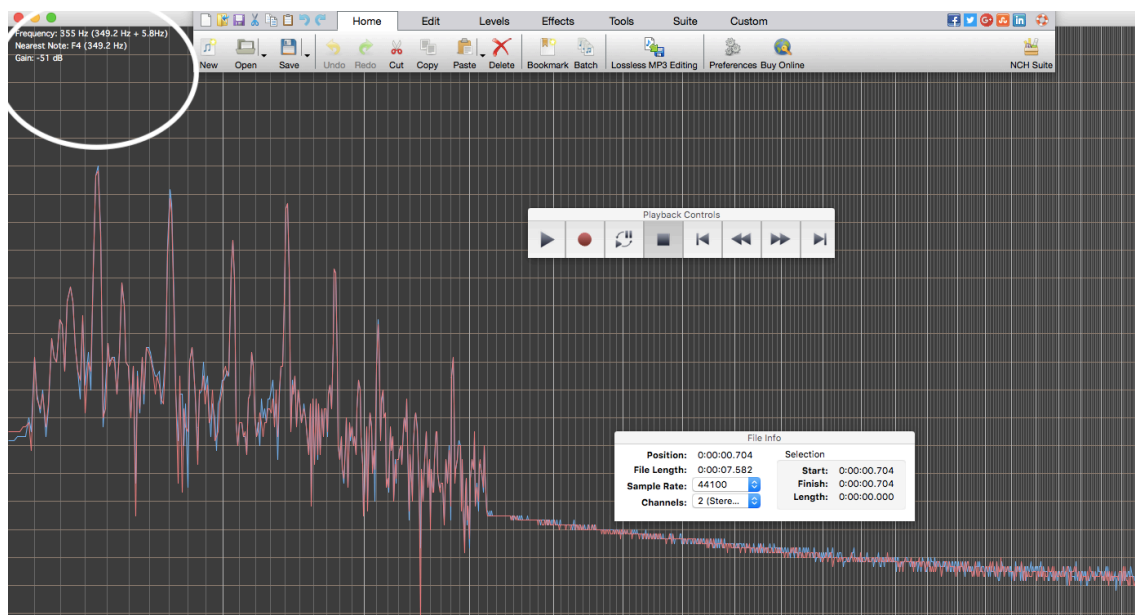 Frequency: 355 Hz (349.2 Hz + 5.8Hz)
Nearest Note: F4 (349.2 Hz)
Gain: -51 dB
Home Edit Levels Effects Tools Suite Custom
New Open Save Undo Redo Cut Copy Paste Delete Bookmark Batch Lossless MP3 Editing Preferences Buy Online NCH Suite
Playback Controls
File Info
Position: 0:00:00.704
File Length: 0:00:07.582
Sample Rate: 44100
Channels: 2 (Stere...
Selection
Start: 0:00:00.704
Finish: 0:00:00.704
Length: 0:00:00.000